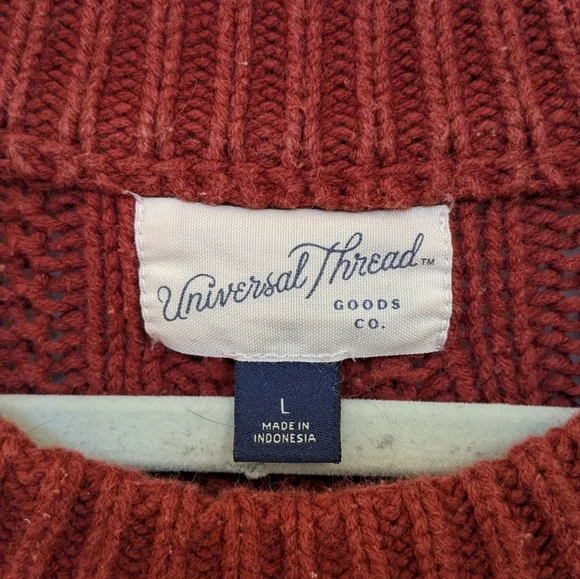 Universal Thread™
GOODS
CO.
L
MADE IN
INDONESIA